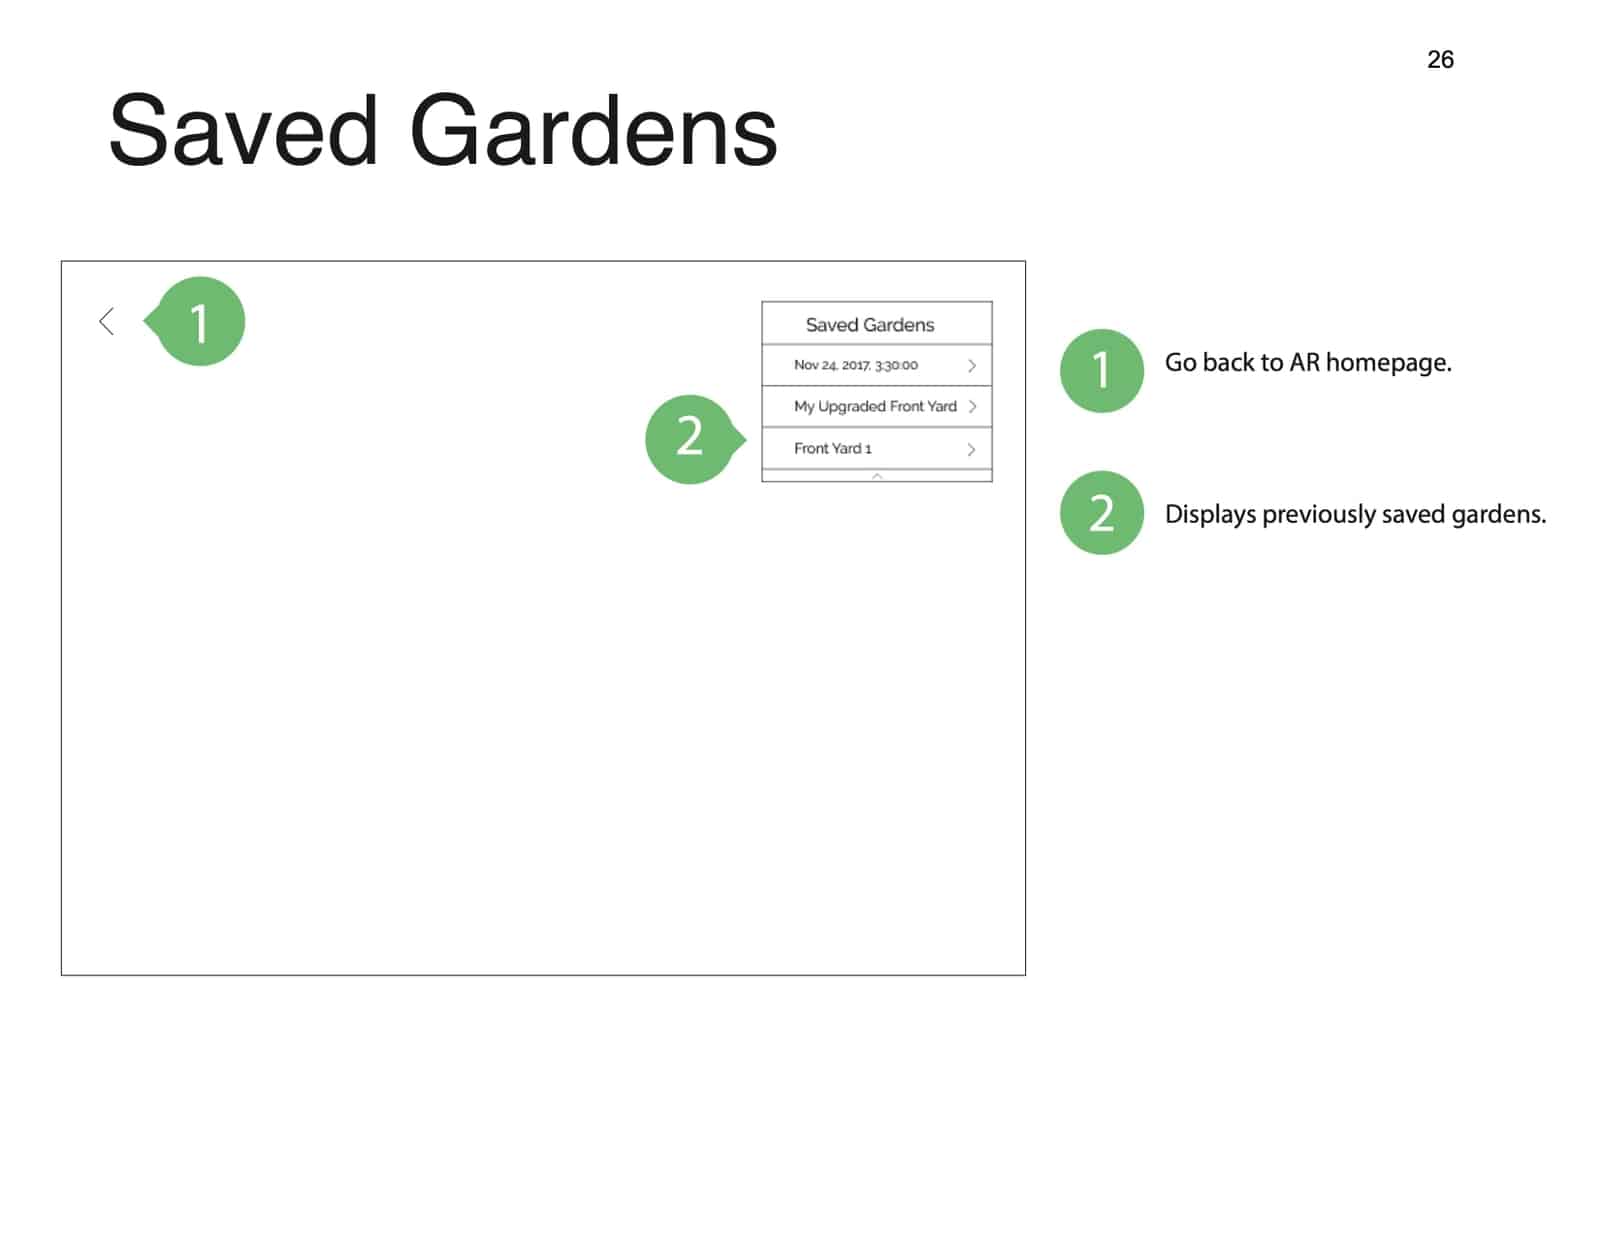 26
Saved Gardens
1
Saved Gardens
Nov 24, 2017, 3:30:00
My Upgraded Front Yard
2
Front Yard 1
1
Go back to AR homepage.
2
Displays previously saved gardens.